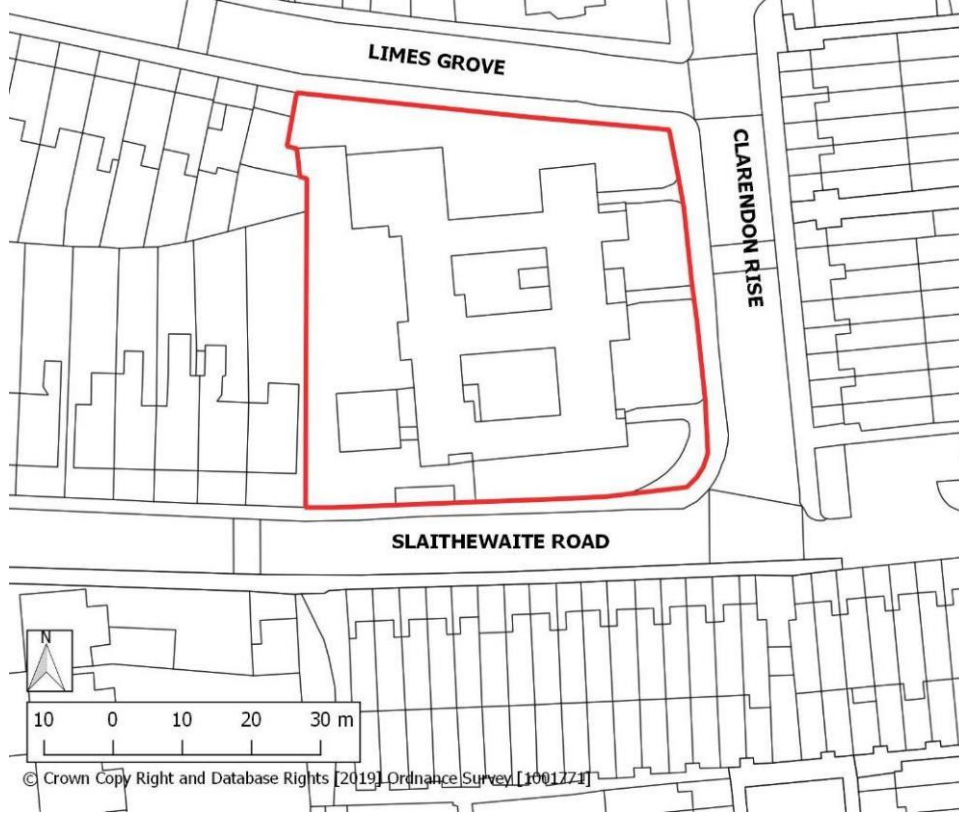 LIMES GROVE
CLARENDON RISE
SLAITHEWAITE ROAD
N
10 0 10 20 30 m
© Crown Copy Right and Database Rights [2019] Ordnance Survey [1001771]